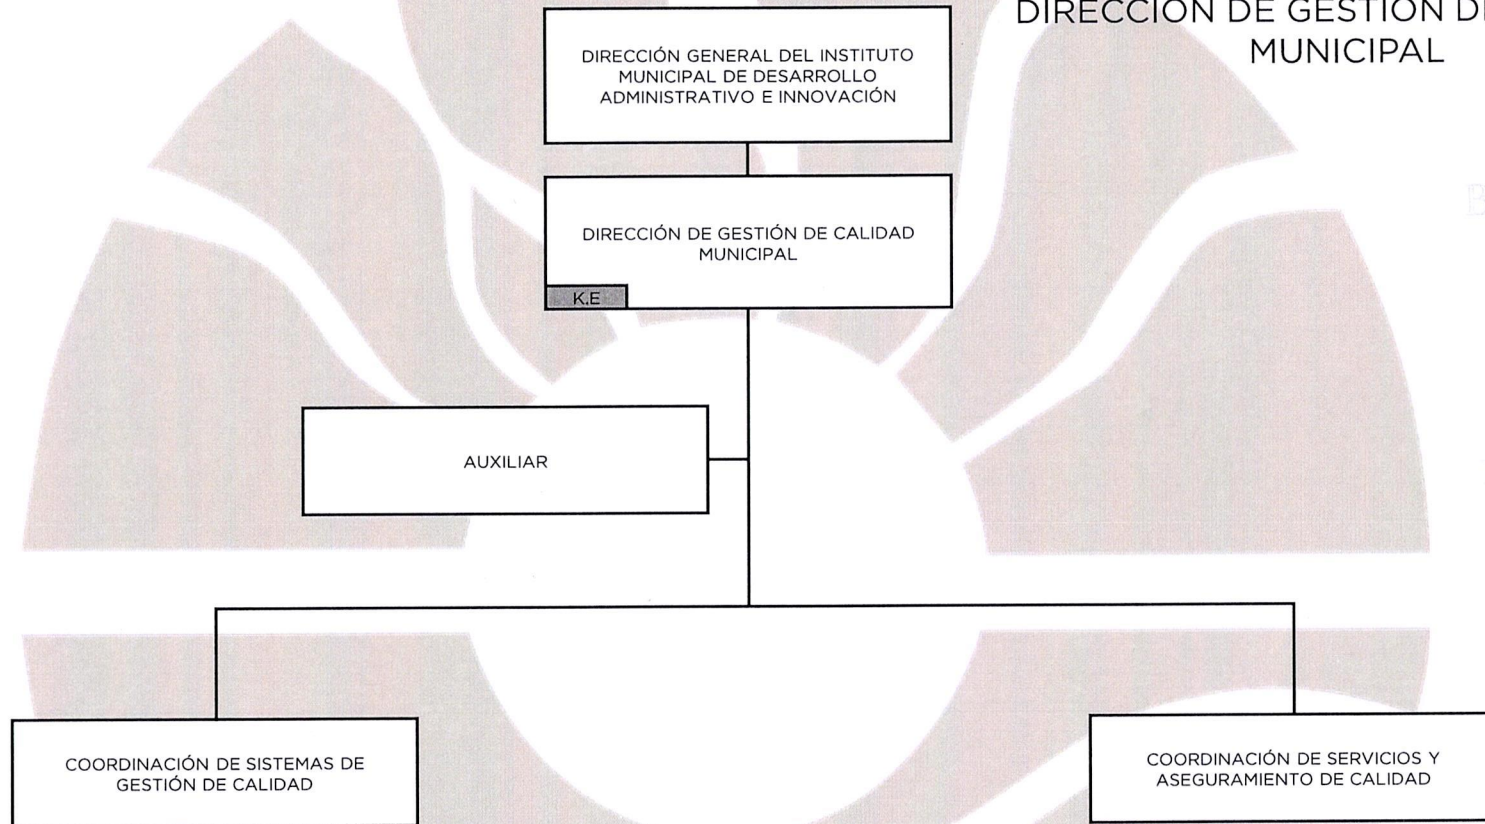 DIRECCIÓN DE GESTIÓN
MUNICIPAL
DIRECCIÓN GENERAL DEL INSTITUTO
MUNICIPAL DE DESARROLLO
ADMINISTRATIVO E INNOVACIÓN
DIRECCIÓN DE GESTIÓN DE CALIDAD
MUNICIPAL
K.E
AUXILIAR
COORDINACIÓN DE SISTEMAS DE
GESTIÓN DE CALIDAD
COORDINACIÓN DE SERVICIOS Y
ASEGURAMIENTO DE CALIDAD